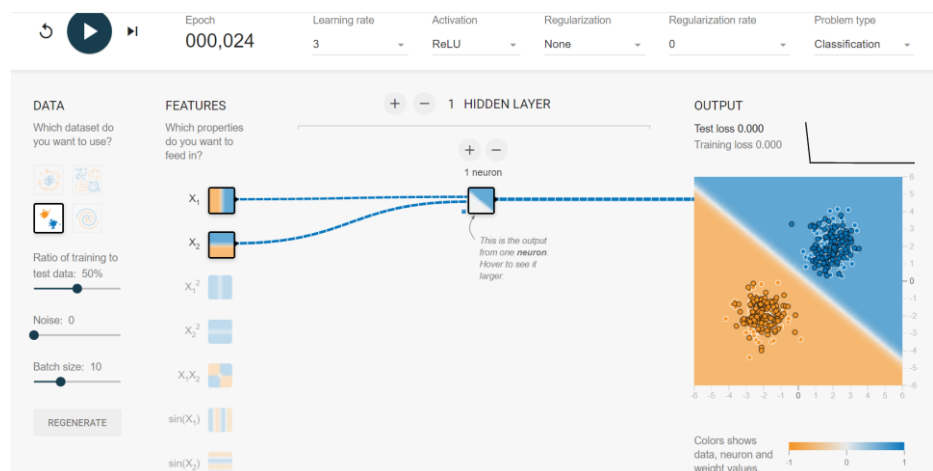 Epoch
000,024
Learning rate
3
Activation
ReLU
Regularization
None
Regularization rate
0
Problem type
Classification
DATA
Which dataset do
you want to use?
Ratio of training to
test data: 50%
Noise: 0
Batch size: 10
REGENERATE
FEATURES
Which properties
do you want to
feed in?
X₁
X₂
X₁²
X₂²
X₁X₂
sin(X₁)
sin(X₂)
+ − 1 HIDDEN LAYER
+ −
1 neuron
This is the output
from one neuron.
Hover to see it
larger.
OUTPUT
Test loss 0.000
Training loss 0.000
6
5
4
3
2
1
0
-1
-2
-3
-4
-5
-6
-6 -5 -4 -3 -2 -1 0 1 2 3 4 5 6
Colors shows
data, neuron and
weight values.
-1 0 1